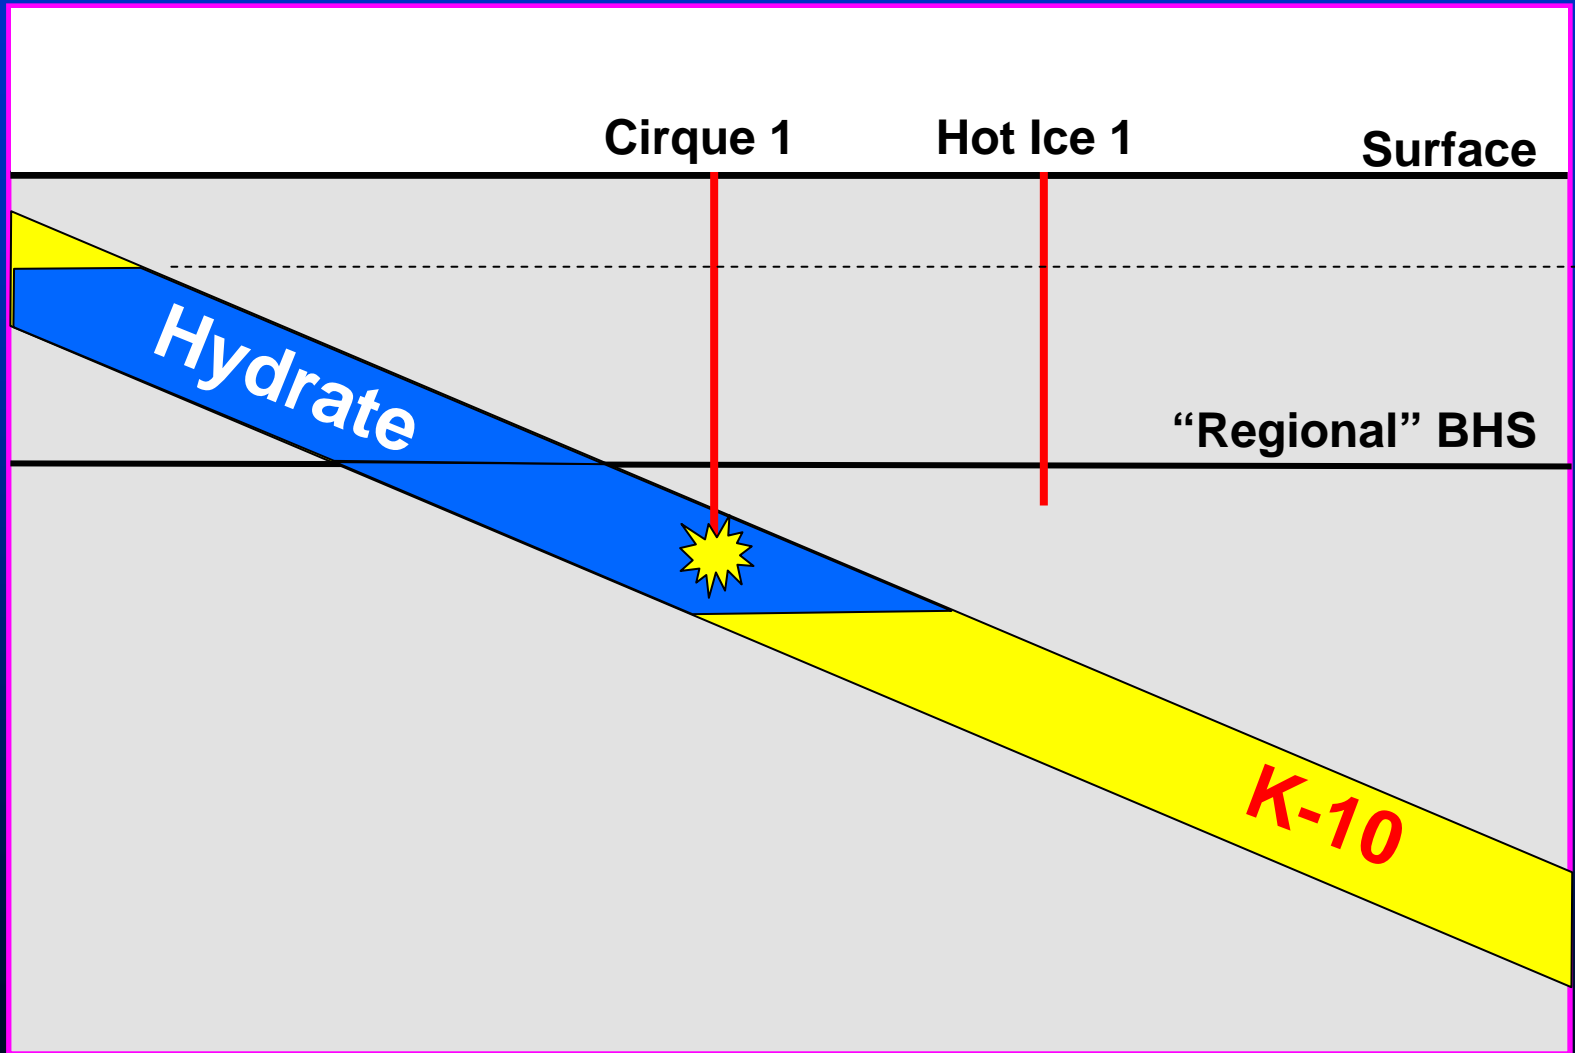 Cirque 1
Hot Ice 1
Surface
Hydrate
“Regional” BHS
K-10